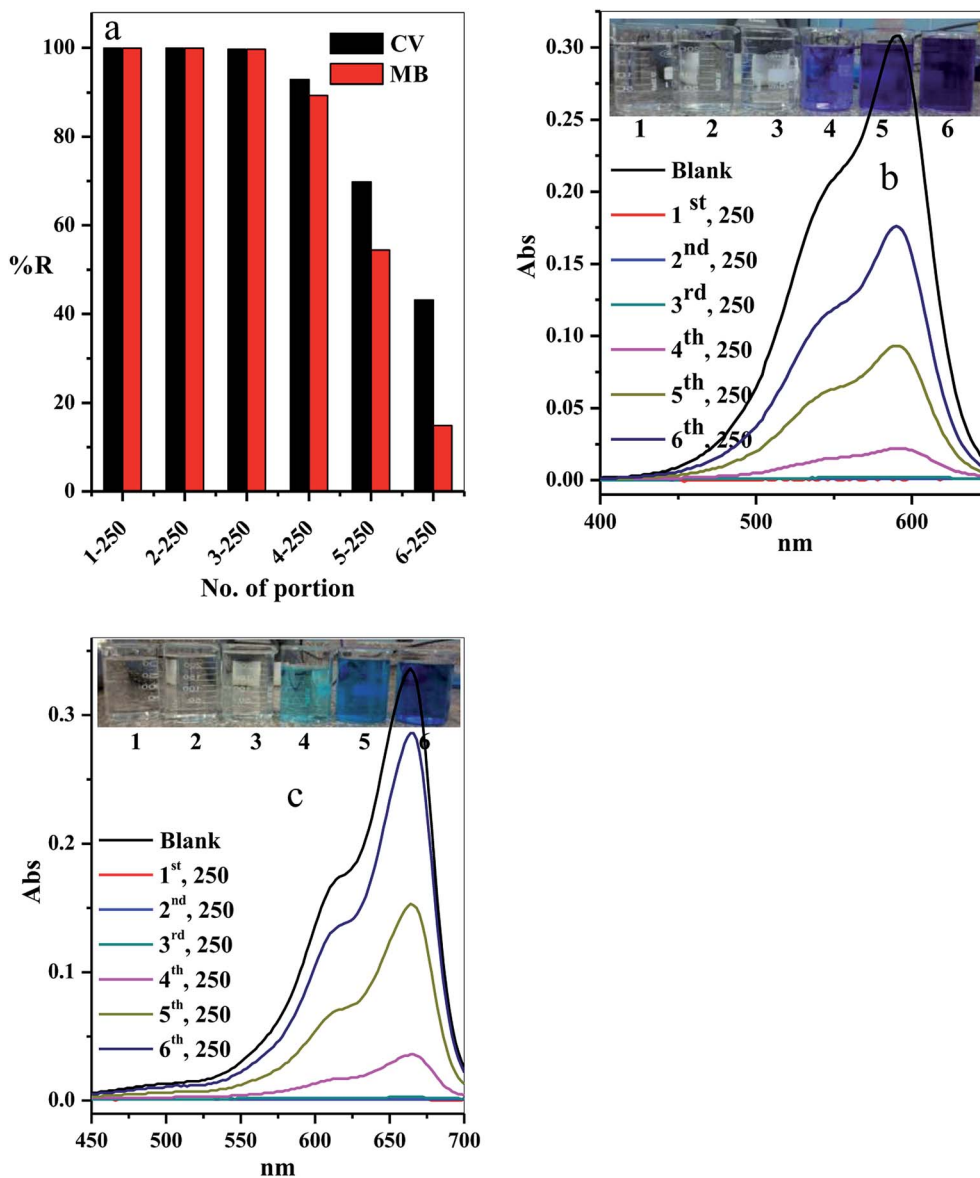 a
CV
MB
100
80
60
40
20
0
%R
1-250
2-250
3-250
4-250
5-250
6-250
No. of portion
b
1 2 3 4 5 6
Blank
1st, 250
2nd, 250
3rd, 250
4th, 250
5th, 250
6th, 250
0.30
0.25
0.20
0.15
0.10
0.05
0.00
Abs
400 500 600
nm
c
1 2 3 4 5 6
Blank
1st, 250
2nd, 250
3rd, 250
4th, 250
5th, 250
6th, 250
0.3
0.2
0.1
0.0
Abs
450 500 550 600 650 700
nm